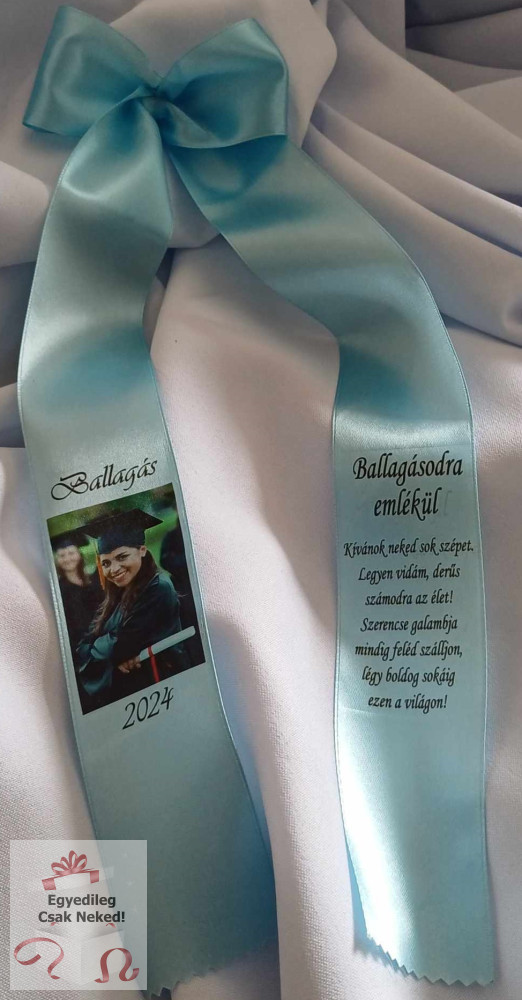 Ballagás
2024
Ballagásodra
emlékül
Kívánok neked sok szépet.
Legyen vidám, derűs
számodra az élet!
Szerencse galambja
mindig feléd szálljon,
légy boldog sokáig
ezen a világon!
Egyedileg
Csak Neked!